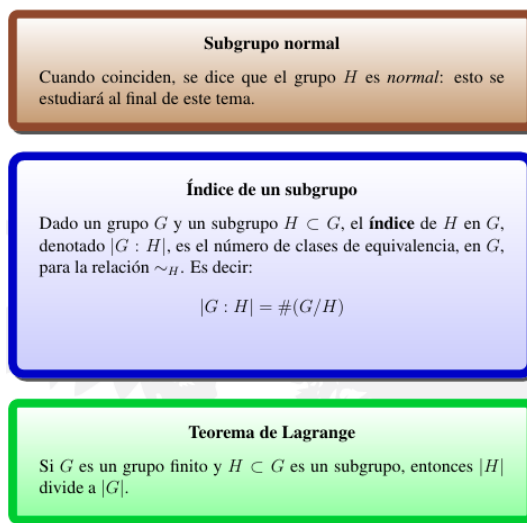 Subgrupo normal
Cuando coinciden, se dice que el grupo H es normal: esto se
estudiará al final de este tema.
Índice de un subgrupo
Dado un grupo G y un subgrupo H ⊂ G, el índice de H en G,
denotado |G : H|, es el número de clases de equivalencia, en G,
para la relación ∼H. Es decir:
|G : H| = #(G/H)
Teorema de Lagrange
Si G es un grupo finito y H ⊂ G es un subgrupo, entonces |H|
divide a |G|.